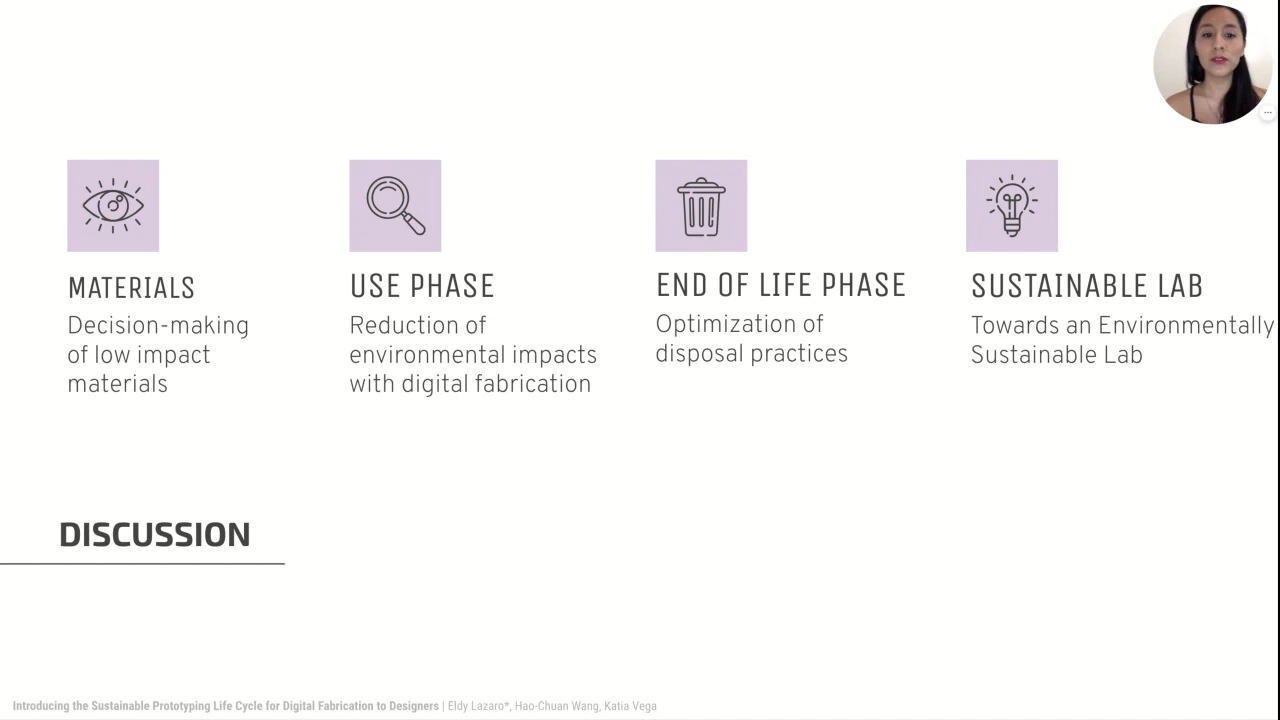 MATERIALS
Decision-making
of low impact
materials
USE PHASE
Reduction of
environmental impacts
with digital fabrication
END OF LIFE PHASE
Optimization of
disposal practices
SUSTAINABLE LAB
Towards an Environmentally
Sustainable Lab
DISCUSSION
Introducing the Sustainable Prototyping Life Cycle for Digital Fabrication to Designers | Eldy Lazaro*, Hao-Chuan Wang, Katia Vega